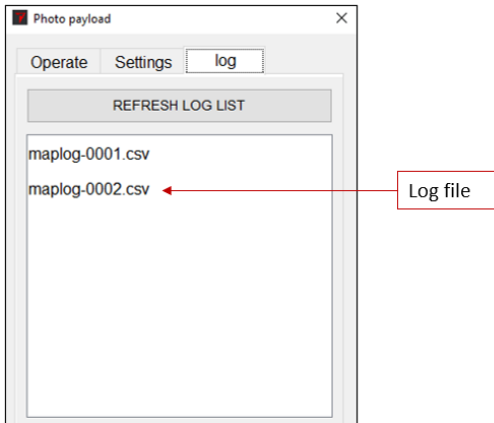 Photo payload
Operate Settings log
REFRESH LOG LIST
maplog-0001.csv
maplog-0002.csv
Log file